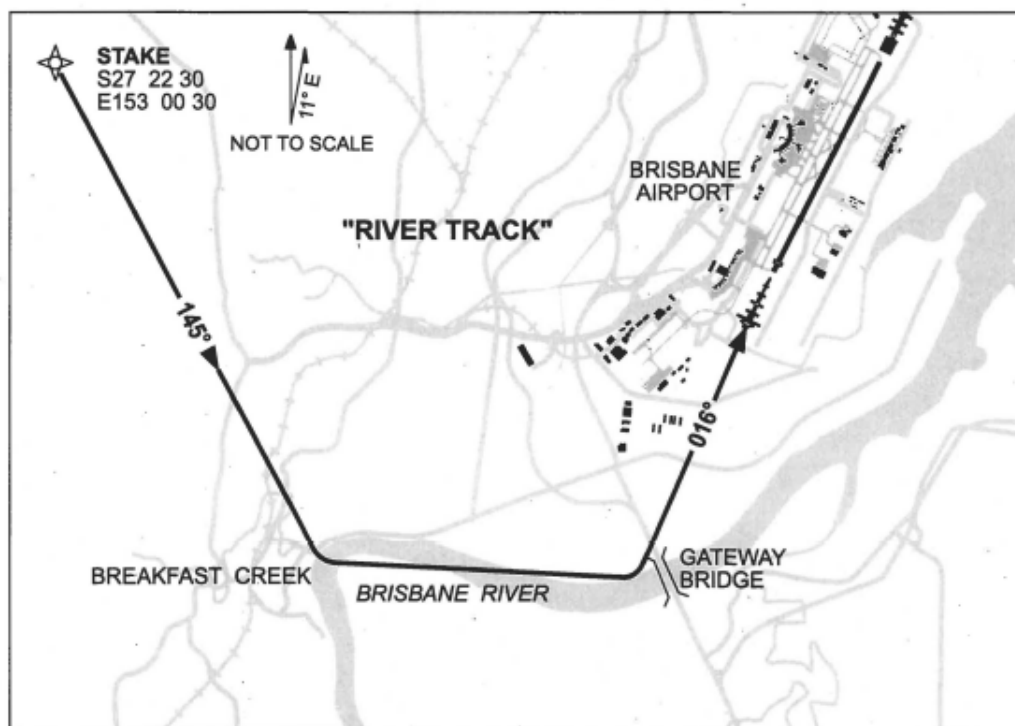 STAKE
S27 22 30
E153 00 30
11° E
NOT TO SCALE
BRISBANE
AIRPORT
"RIVER TRACK"
145°
016°
BREAKFAST CREEK
BRISBANE RIVER
GATEWAY
BRIDGE